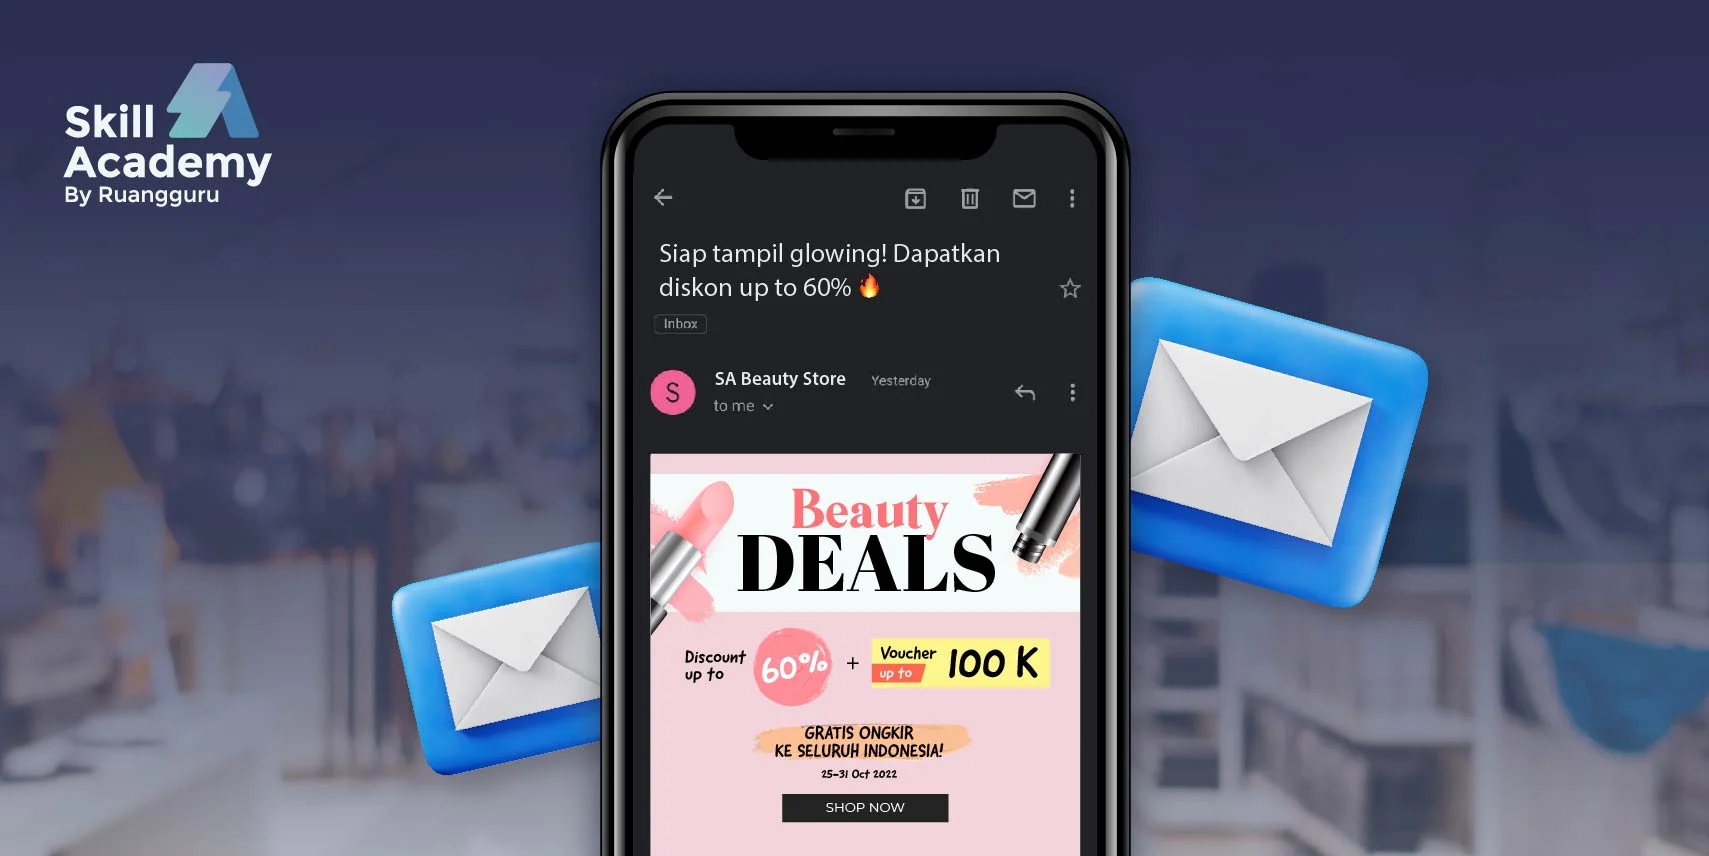 Skill
Academy
By Ruangguru
Siap tampil glowing! Dapatkan
diskon up to 60% 🔥
Inbox
S
SA Beauty Store Yesterday
to me
Beauty
DEALS
Discount
up to
60%
+
Voucher
up to
100 K
GRATIS ONGKIR
KE SELURUH INDONESIA!
25-31 Oct 2022
SHOP NOW